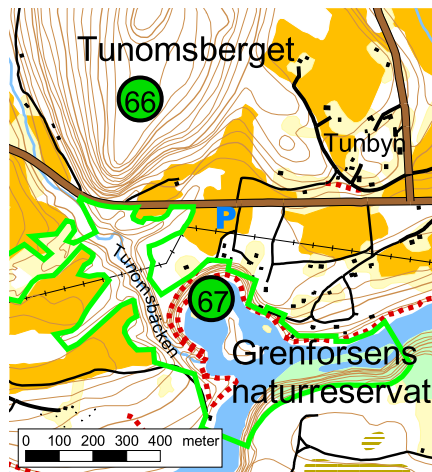 Tunomsberget
66
Tunbyn
P
Tunomsbäcken
67
Grenforsens
naturreservat
0 100 200 300 400 meter